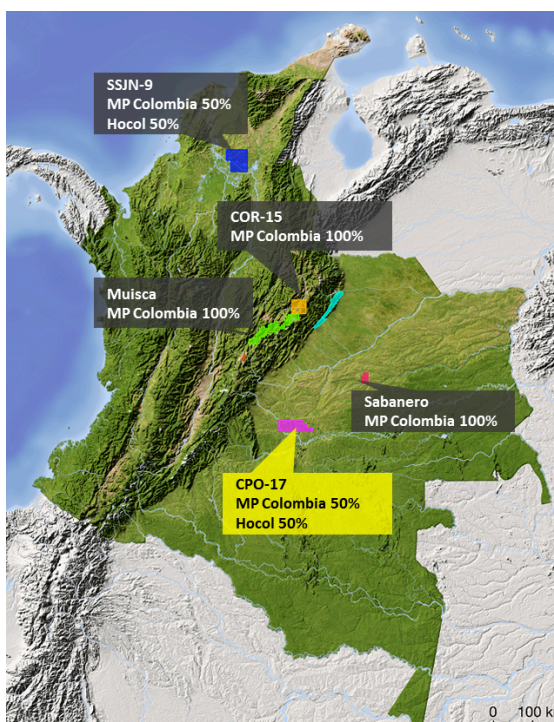 SSJN-9
MP Colombia 50%
Hocol 50%
COR-15
MP Colombia 100%
Muisca
MP Colombia 100%
Sabanero
MP Colombia 100%
CPO-17
MP Colombia 50%
Hocol 50%
0 100 k